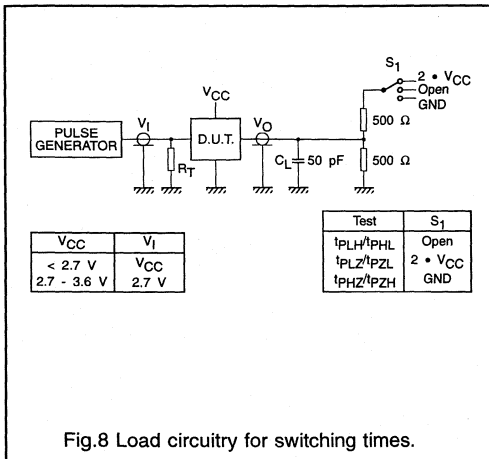 S1
2 • VCC
Open
GND
VCC
VI
VO
PULSE
GENERATOR
D.U.T.
RT
CL
50 pF
500 Ω
500 Ω
VCC VI
< 2.7 V VCC
2.7 - 3.6 V 2.7 V
Test S1
tPLH/tPHL Open
tPLZ/tPZL 2 • VCC
tPHZ/tPZH GND
Fig.8 Load circuitry for switching times.